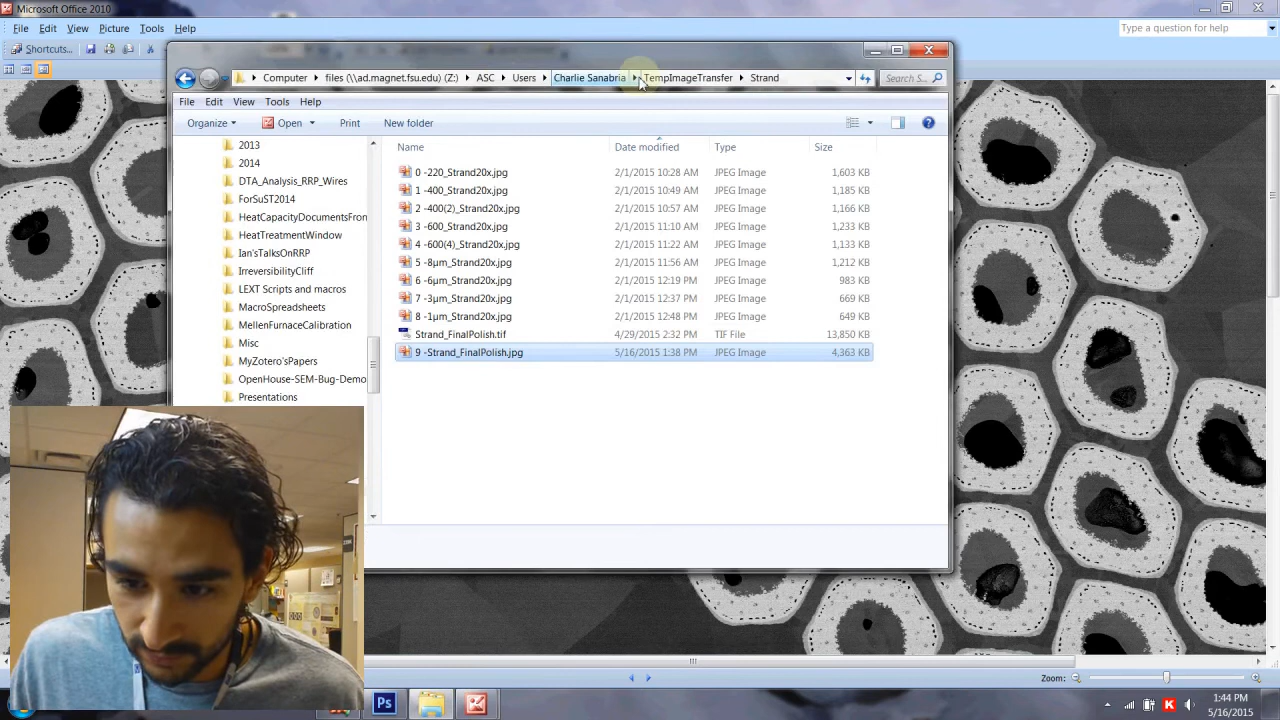 Microsoft Office 2010
File Edit View Picture Tools Help
Type a question for help
Shortcuts...
Computer files (\\ad.magnet.fsu.edu) (Z:) ASC Users Charlie Sanabria TempImageTransfer Strand
Search S...
File Edit View Tools Help
Organize Open Print New folder
Name Date modified Type Size
2013
2014
DTA_Analysis_RRP_Wires
ForSuST2014
HeatCapacityDocumentsFron
HeatTreatmentWindow
Ian'sTalksOnRRP
IrreversibilityCliff
LEXT Scripts and macros
MacroSpreadsheets
MellenFurnaceCalibration
Misc
MyZotero'sPapers
OpenHouse-SEM-Bug-Demo
Presentations
0 -220_Strand20x.jpg 2/1/2015 10:28 AM JPEG Image 1,603 KB
1 -400_Strand20x.jpg 2/1/2015 10:49 AM JPEG Image 1,185 KB
2 -400(2)_Strand20x.jpg 2/1/2015 10:57 AM JPEG Image 1,166 KB
3 -600_Strand20x.jpg 2/1/2015 11:10 AM JPEG Image 1,233 KB
4 -600(4)_Strand20x.jpg 2/1/2015 11:22 AM JPEG Image 1,133 KB
5 -8µm_Strand20x.jpg 2/1/2015 11:56 AM JPEG Image 1,212 KB
6 -6µm_Strand20x.jpg 2/1/2015 12:19 PM JPEG Image 983 KB
7 -3µm_Strand20x.jpg 2/1/2015 12:37 PM JPEG Image 669 KB
8 -1µm_Strand20x.jpg 2/1/2015 12:48 PM JPEG Image 649 KB
Strand_FinalPolish.tif 4/29/2015 2:32 PM TIF File 13,850 KB
9 -Strand_FinalPolish.jpg 5/16/2015 1:38 PM JPEG Image 4,363 KB
Zoom:
Ps
K
1:44 PM
5/16/2015